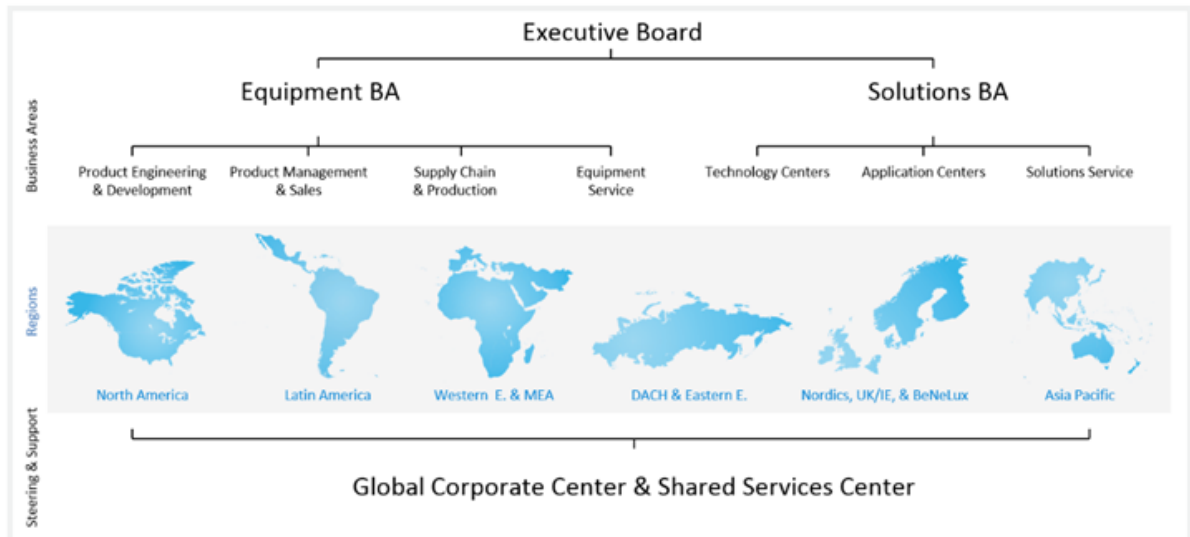 Executive Board
Equipment BA
Solutions BA
Business Areas
Product Engineering
& Development
Product Management
& Sales
Supply Chain
& Production
Equipment
Service
Technology Centers
Application Centers
Solutions Service
Regions
North America
Latin America
Western E. & MEA
DACH & Eastern E.
Nordics, UK/IE, & BeNeLux
Asia Pacific
Steering & Support
Global Corporate Center & Shared Services Center